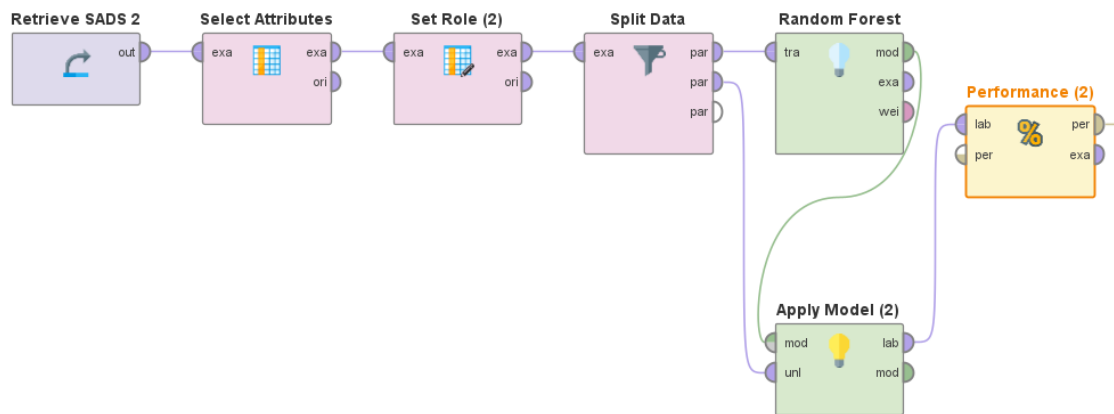 Retrieve SADS 2
out
Select Attributes
exa exa
ori
Set Role (2)
exa exa
ori
Split Data
exa par
par
par
Random Forest
tra mod
exa
wei
Performance (2)
lab % per
per exa
Apply Model (2)
mod lab
unl mod